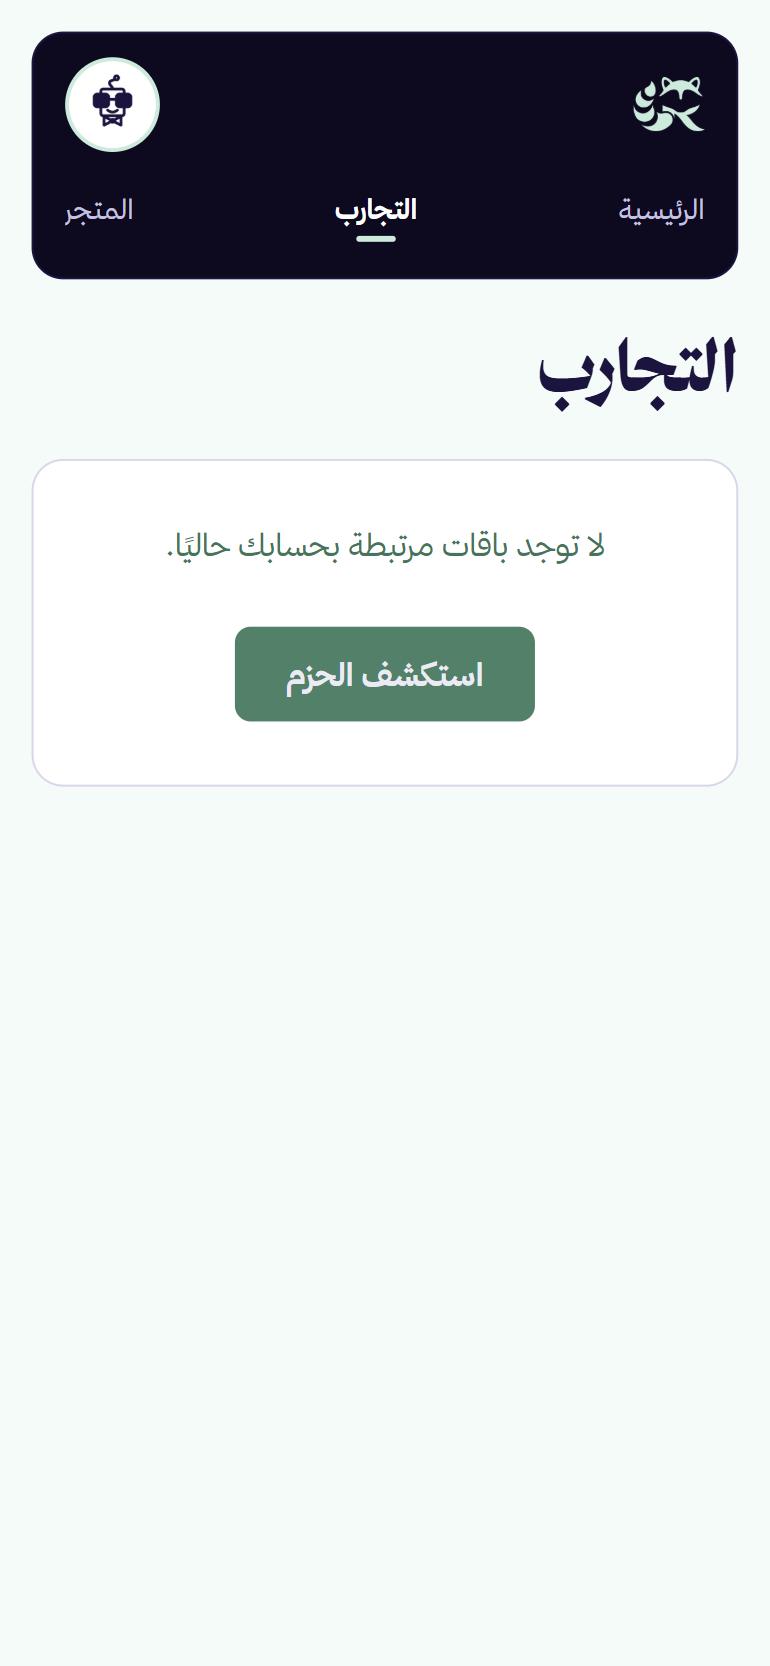 الرئيسية
التجارب
المتجر
التجارب
لا توجد باقات مرتبطة بحسابك حاليًا.
استكشف الحزم